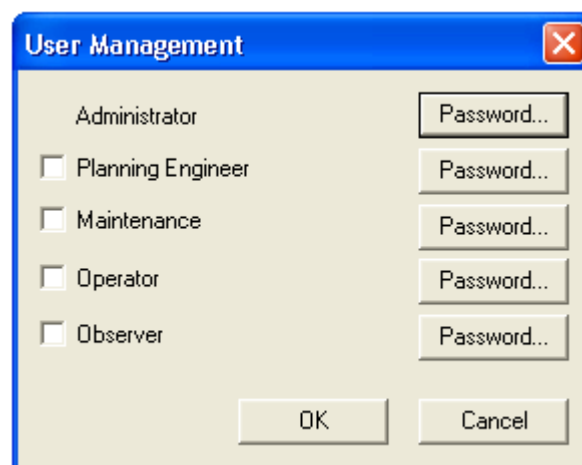 User Management
Administrator Password...
Planning Engineer Password...
Maintenance Password...
Operator Password...
Observer Password...
OK Cancel